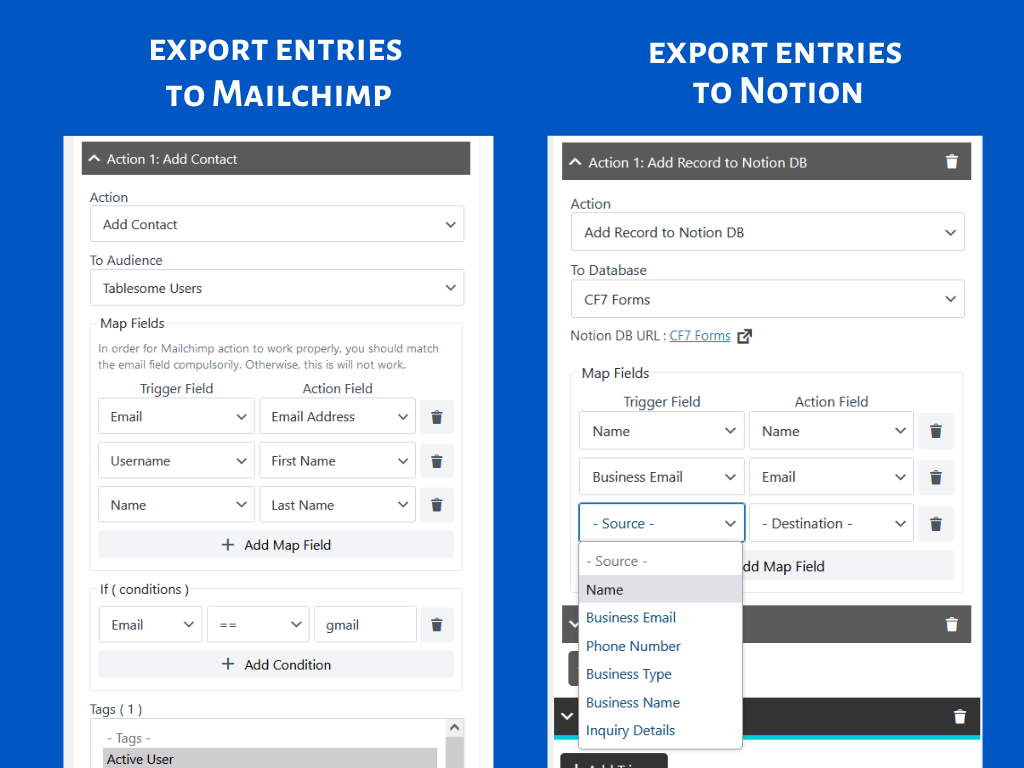 EXPORT ENTRIES
TO MAILCHIMP
Action 1: Add Contact
Action
Add Contact
To Audience
Tablesome Users
Map Fields
In order for Mailchimp action to work properly, you should match
the email field compulsorily. Otherwise, this is will not work.
Trigger Field Action Field
Email Email Address
Username First Name
Name Last Name
+ Add Map Field
If ( conditions )
Email == gmail
+ Add Condition
Tags ( 1 )
- Tags -
Active User
EXPORT ENTRIES
TO NOTION
Action 1: Add Record to Notion DB
Action
Add Record to Notion DB
To Database
CF7 Forms
Notion DB URL : CF7 Forms
Map Fields
Trigger Field Action Field
Name Name
Business Email Email
- Source - - Destination -
- Source -
dd Map Field
Name
Business Email
Phone Number
Business Type
Business Name
Inquiry Details